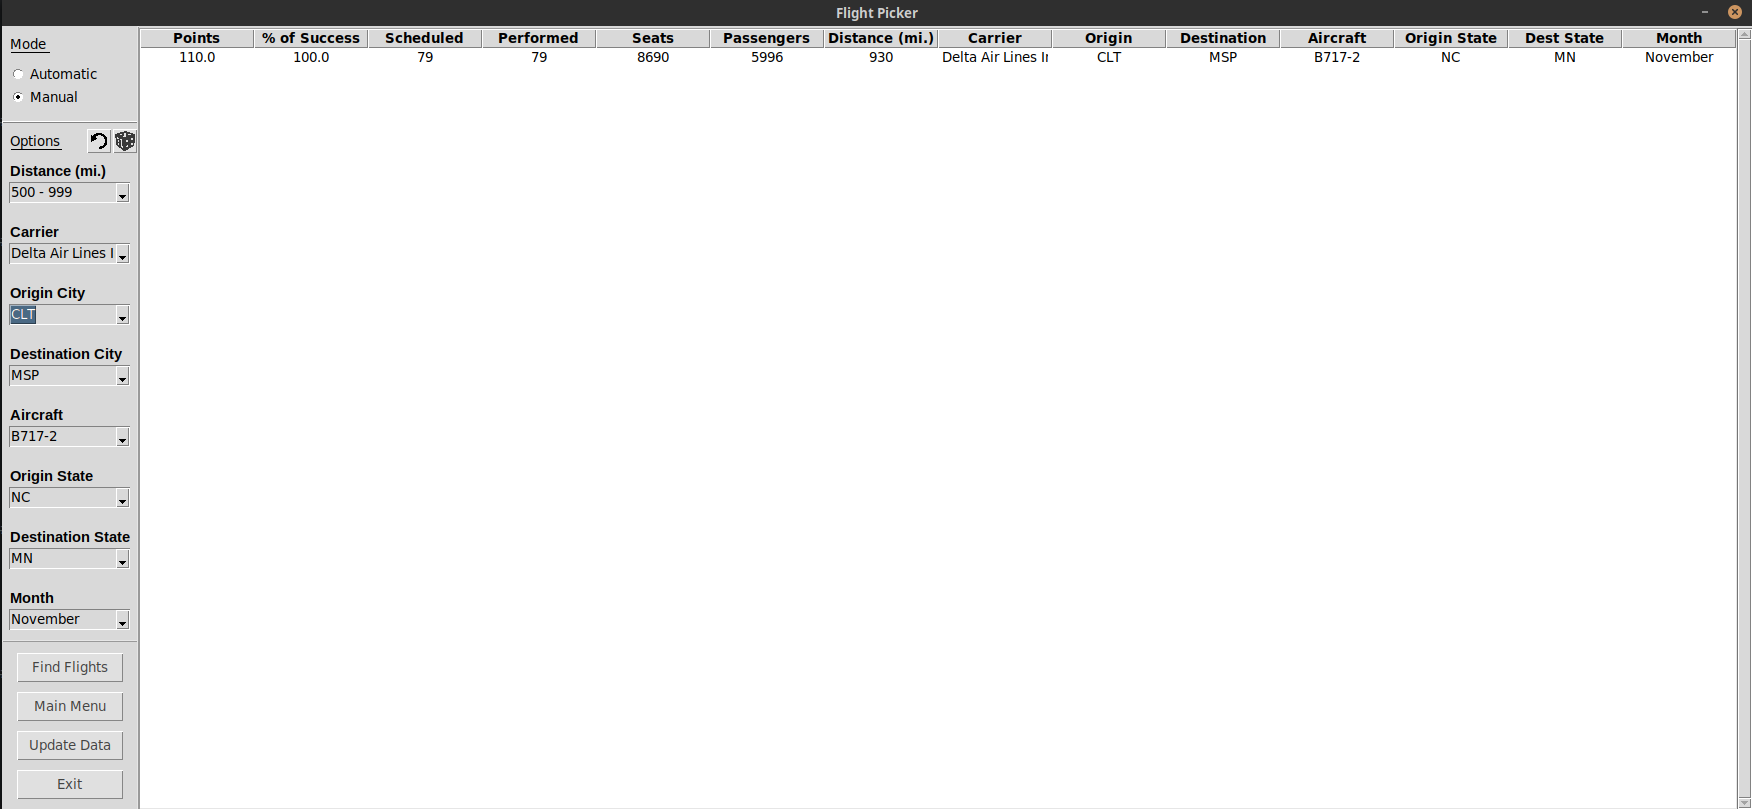 Flight Picker
Mode
Automatic
Manual
Options
Distance (mi.)
500 - 999
Carrier
Delta Air Lines I
Origin City
CLT
Destination City
MSP
Aircraft
B717-2
Origin State
NC
Destination State
MN
Month
November
Find Flights
Main Menu
Update Data
Exit
Points % of Success Scheduled Performed Seats Passengers Distance (mi.) Carrier Origin Destination Aircraft Origin State Dest State Month
110.0 100.0 79 79 8690 5996 930 Delta Air Lines I CLT MSP B717-2 NC MN November